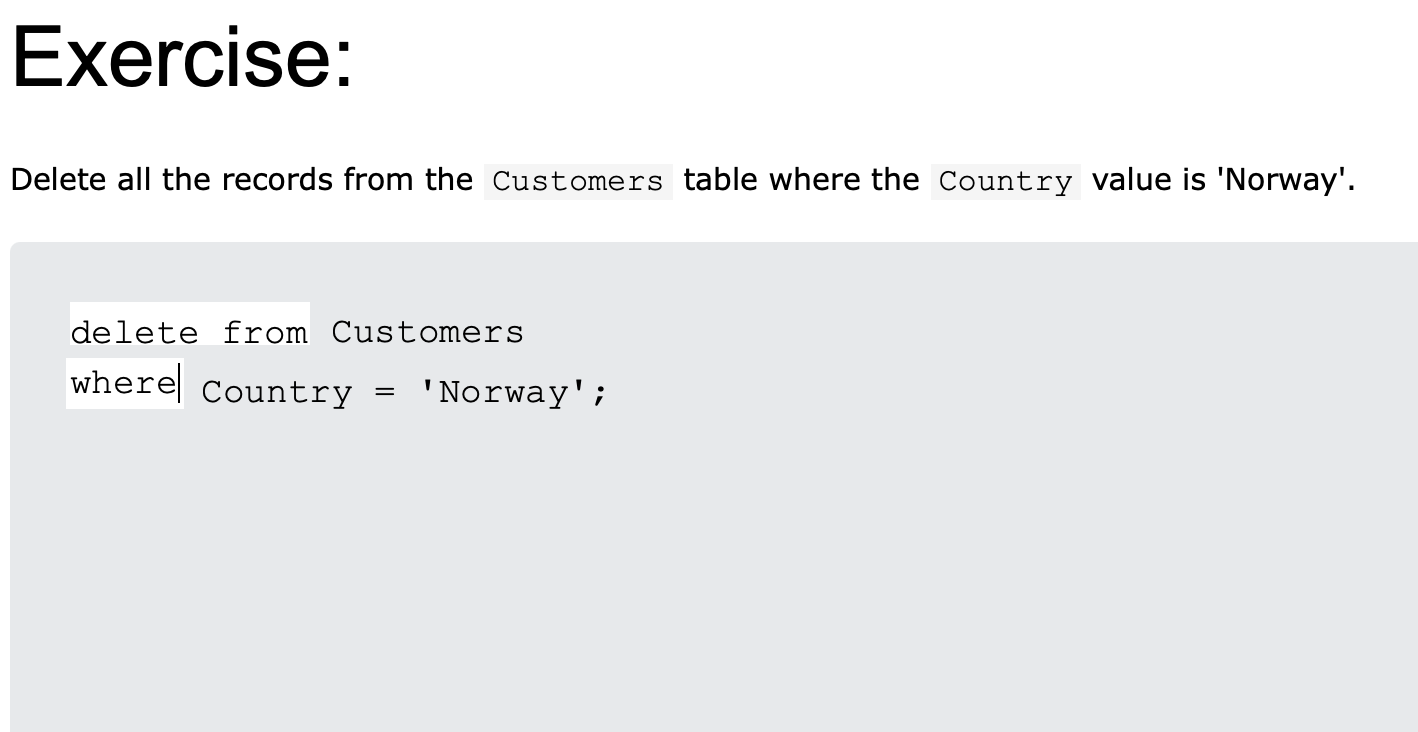 Exercise:
Delete all the records from the Customers table where the Country value is 'Norway'.
delete from Customers
where Country = 'Norway';